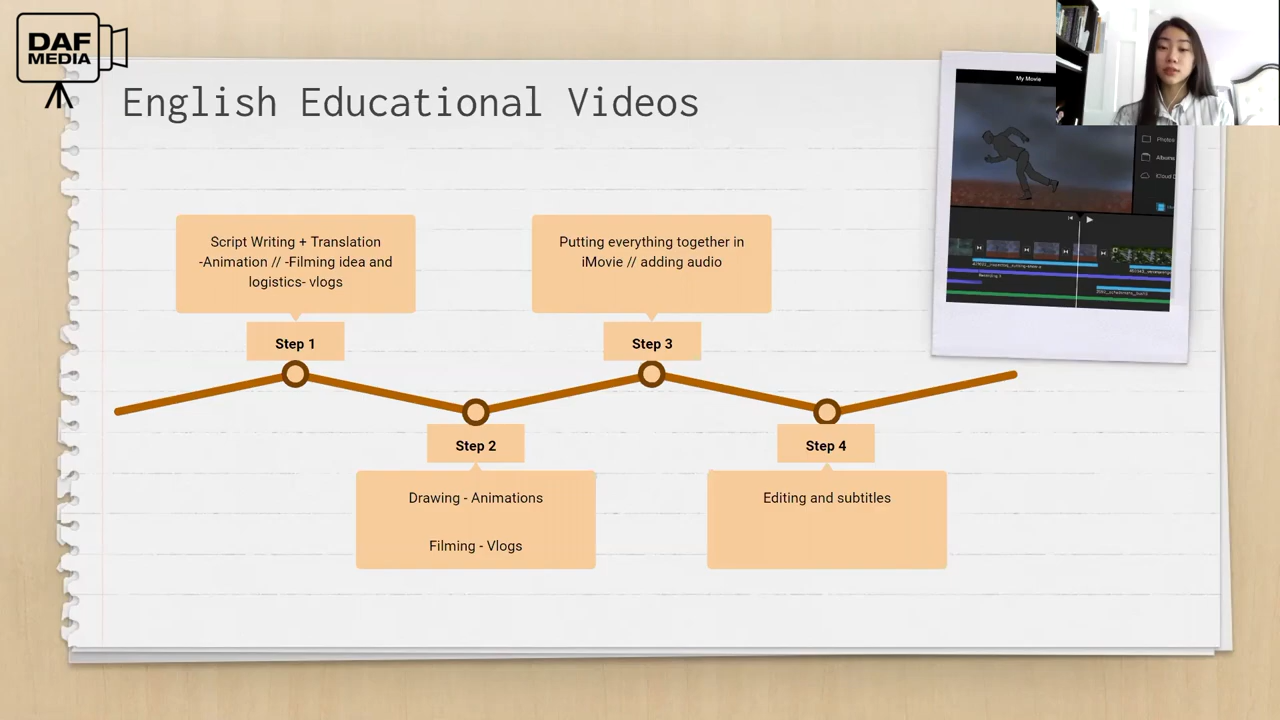 DAF
MEDIA
English Educational Videos
My Movie
Photos
Albums
Script Writing + Translation
-Animation // -Filming idea and
logistics- vlogs
Step 1
Putting everything together in
iMovie // adding audio
Step 3
Step 2
Drawing - Animations
Filming - Vlogs
Step 4
Editing and subtitles